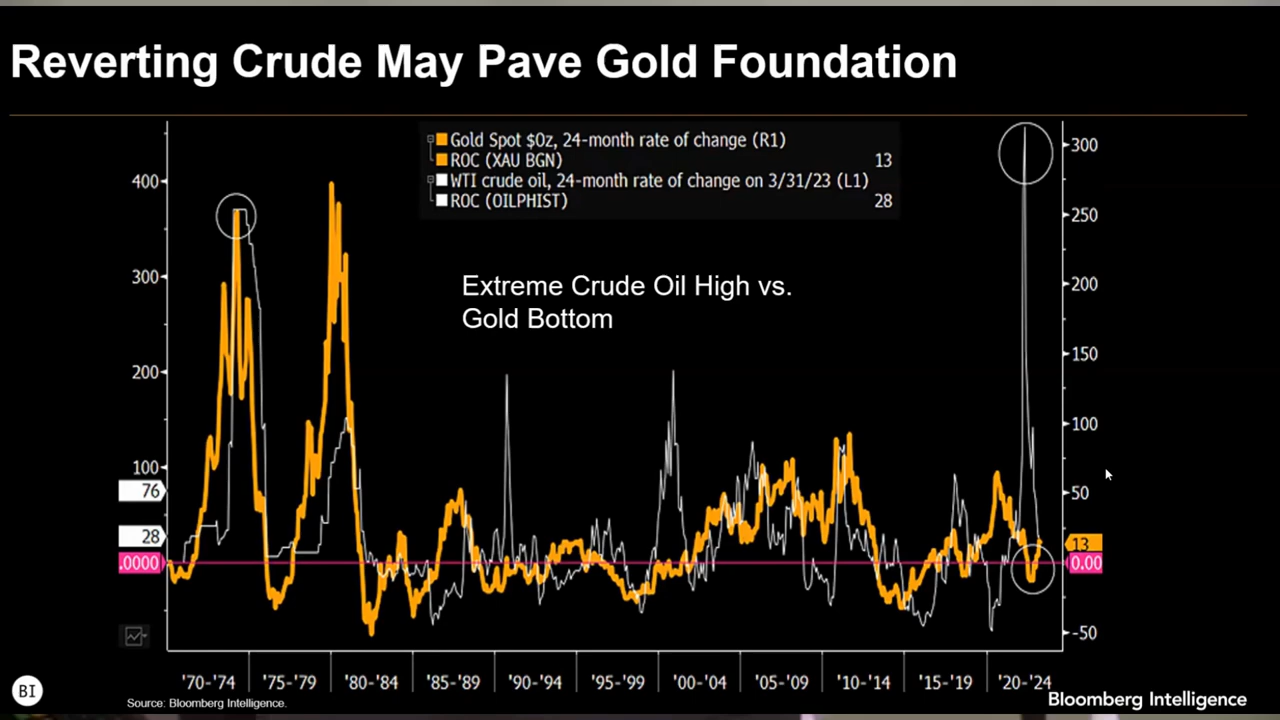 Reverting Crude May Pave Gold Foundation
Gold Spot $Oz, 24-month rate of change (R1)
ROC (XAU BGN) 13
WTI crude oil, 24-month rate of change on 3/31/23 (L1)
ROC (OILPHIST) 28
Extreme Crude Oil High vs.
Gold Bottom
400
300
200
100
76
28
.0000
300
250
200
150
100
50
13
0.00
-50
'70-'74 '75-'79 '80-'84 '85-'89 '90-'94 '95-'99 '00-'04 '05-'09 '10-'14 '15-'19 '20-'24
BI
Source: Bloomberg Intelligence.
Bloomberg Intelligence